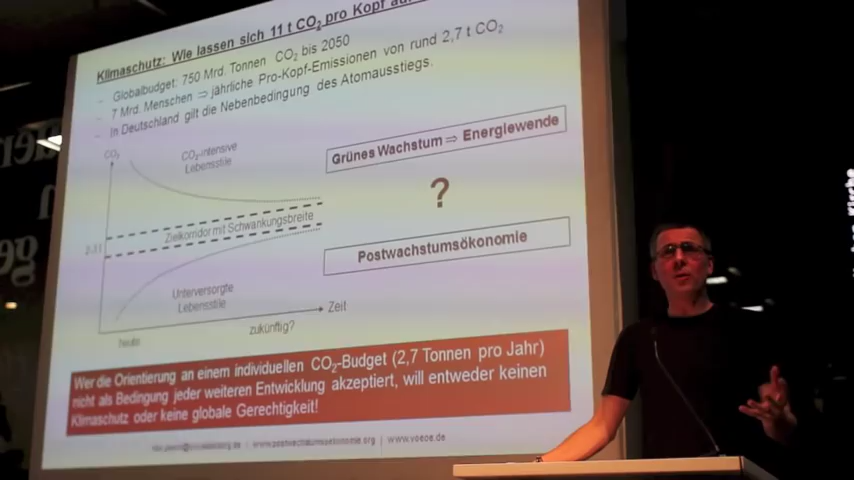 Klimaschutz: Wie lassen sich 11 t CO₂ pro Kopf auf
- Globalbudget: 750 Mrd. Tonnen CO₂ bis 2050
- 7 Mrd. Menschen ⇒ jährliche Pro-Kopf-Emissionen von rund 2,7 t CO₂
- In Deutschland gilt die Nebenbedingung des Atomausstiegs.
CO₂
CO₂-intensive
Lebensstile
Zielkorridor mit Schwankungsbreite
Unterversorgte
Lebensstile
Zeit
heute
zukünftig?
Grünes Wachstum ⇒ Energiewende
?
Postwachstumsökonomie
Wer die Orientierung an einem individuellen CO₂-Budget (2,7 Tonnen pro Jahr)
nicht als Bedingung jeder weiteren Entwicklung akzeptiert, will entweder keinen
Klimaschutz oder keine globale Gerechtigkeit!
| www.postwachstumsoekonomie.org | www.voeoe.de